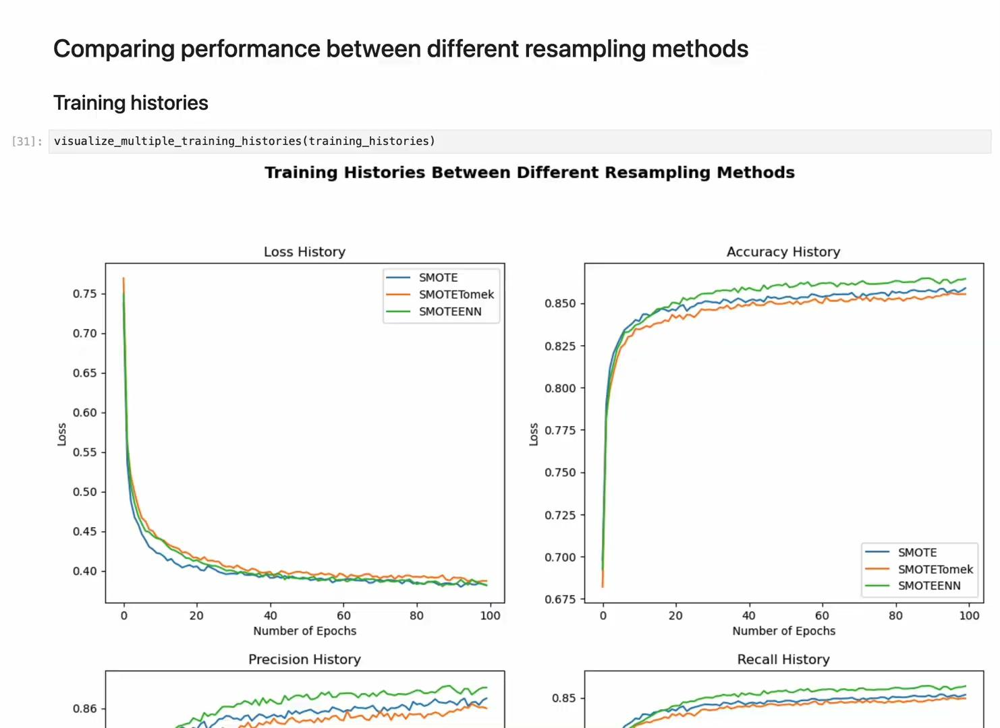 Comparing performance between different resampling methods
Training histories
[31]: visualize_multiple_training_histories(training_histories)
Training Histories Between Different Resampling Methods
Loss History
SMOTE
SMOTETomek
SMOTEENN
0.75
0.70
0.65
0.60
0.55
0.50
0.45
0.40
Loss
0 20 40 60 80 100
Number of Epochs
Accuracy History
0.850
0.825
0.800
0.775
0.750
0.725
0.700
0.675
Loss
SMOTE
SMOTETomek
SMOTEENN
0 20 40 60 80 100
Number of Epochs
Precision History
0.86
Recall History
0.85